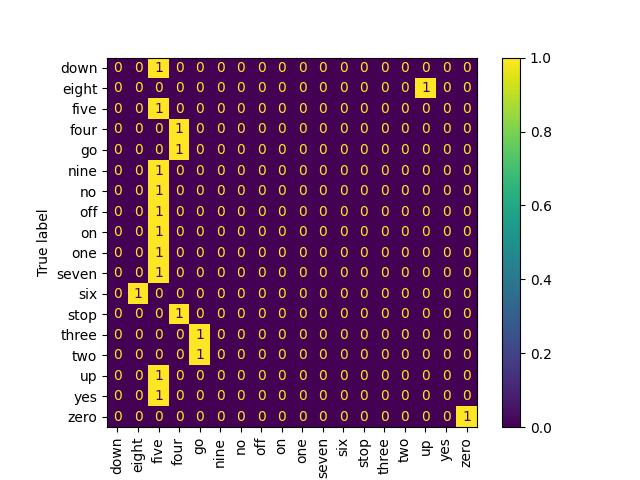 down 0 0 1 0 0 0 0 0 0 0 0 0 0 0 0 0 0 0
eight 0 0 0 0 0 0 0 0 0 0 0 0 0 0 0 1 0 0
five 0 0 1 0 0 0 0 0 0 0 0 0 0 0 0 0 0 0
four 0 0 0 1 0 0 0 0 0 0 0 0 0 0 0 0 0 0
go 0 0 0 1 0 0 0 0 0 0 0 0 0 0 0 0 0 0
nine 0 0 1 0 0 0 0 0 0 0 0 0 0 0 0 0 0 0
no 0 0 1 0 0 0 0 0 0 0 0 0 0 0 0 0 0 0
off 0 0 1 0 0 0 0 0 0 0 0 0 0 0 0 0 0 0
on 0 0 1 0 0 0 0 0 0 0 0 0 0 0 0 0 0 0
one 0 0 1 0 0 0 0 0 0 0 0 0 0 0 0 0 0 0
seven 0 0 1 0 0 0 0 0 0 0 0 0 0 0 0 0 0 0
six 0 1 0 0 0 0 0 0 0 0 0 0 0 0 0 0 0 0
stop 0 0 0 1 0 0 0 0 0 0 0 0 0 0 0 0 0 0
three 0 0 0 0 1 0 0 0 0 0 0 0 0 0 0 0 0 0
two 0 0 0 0 1 0 0 0 0 0 0 0 0 0 0 0 0 0
up 0 0 1 0 0 0 0 0 0 0 0 0 0 0 0 0 0 0
yes 0 0 1 0 0 0 0 0 0 0 0 0 0 0 0 0 0 0
zero 0 0 0 0 0 0 0 0 0 0 0 0 0 0 0 0 0 1
True label
down eight five four go nine no off on one seven six stop three two up yes zero
1.0
0.8
0.6
0.4
0.2
0.0